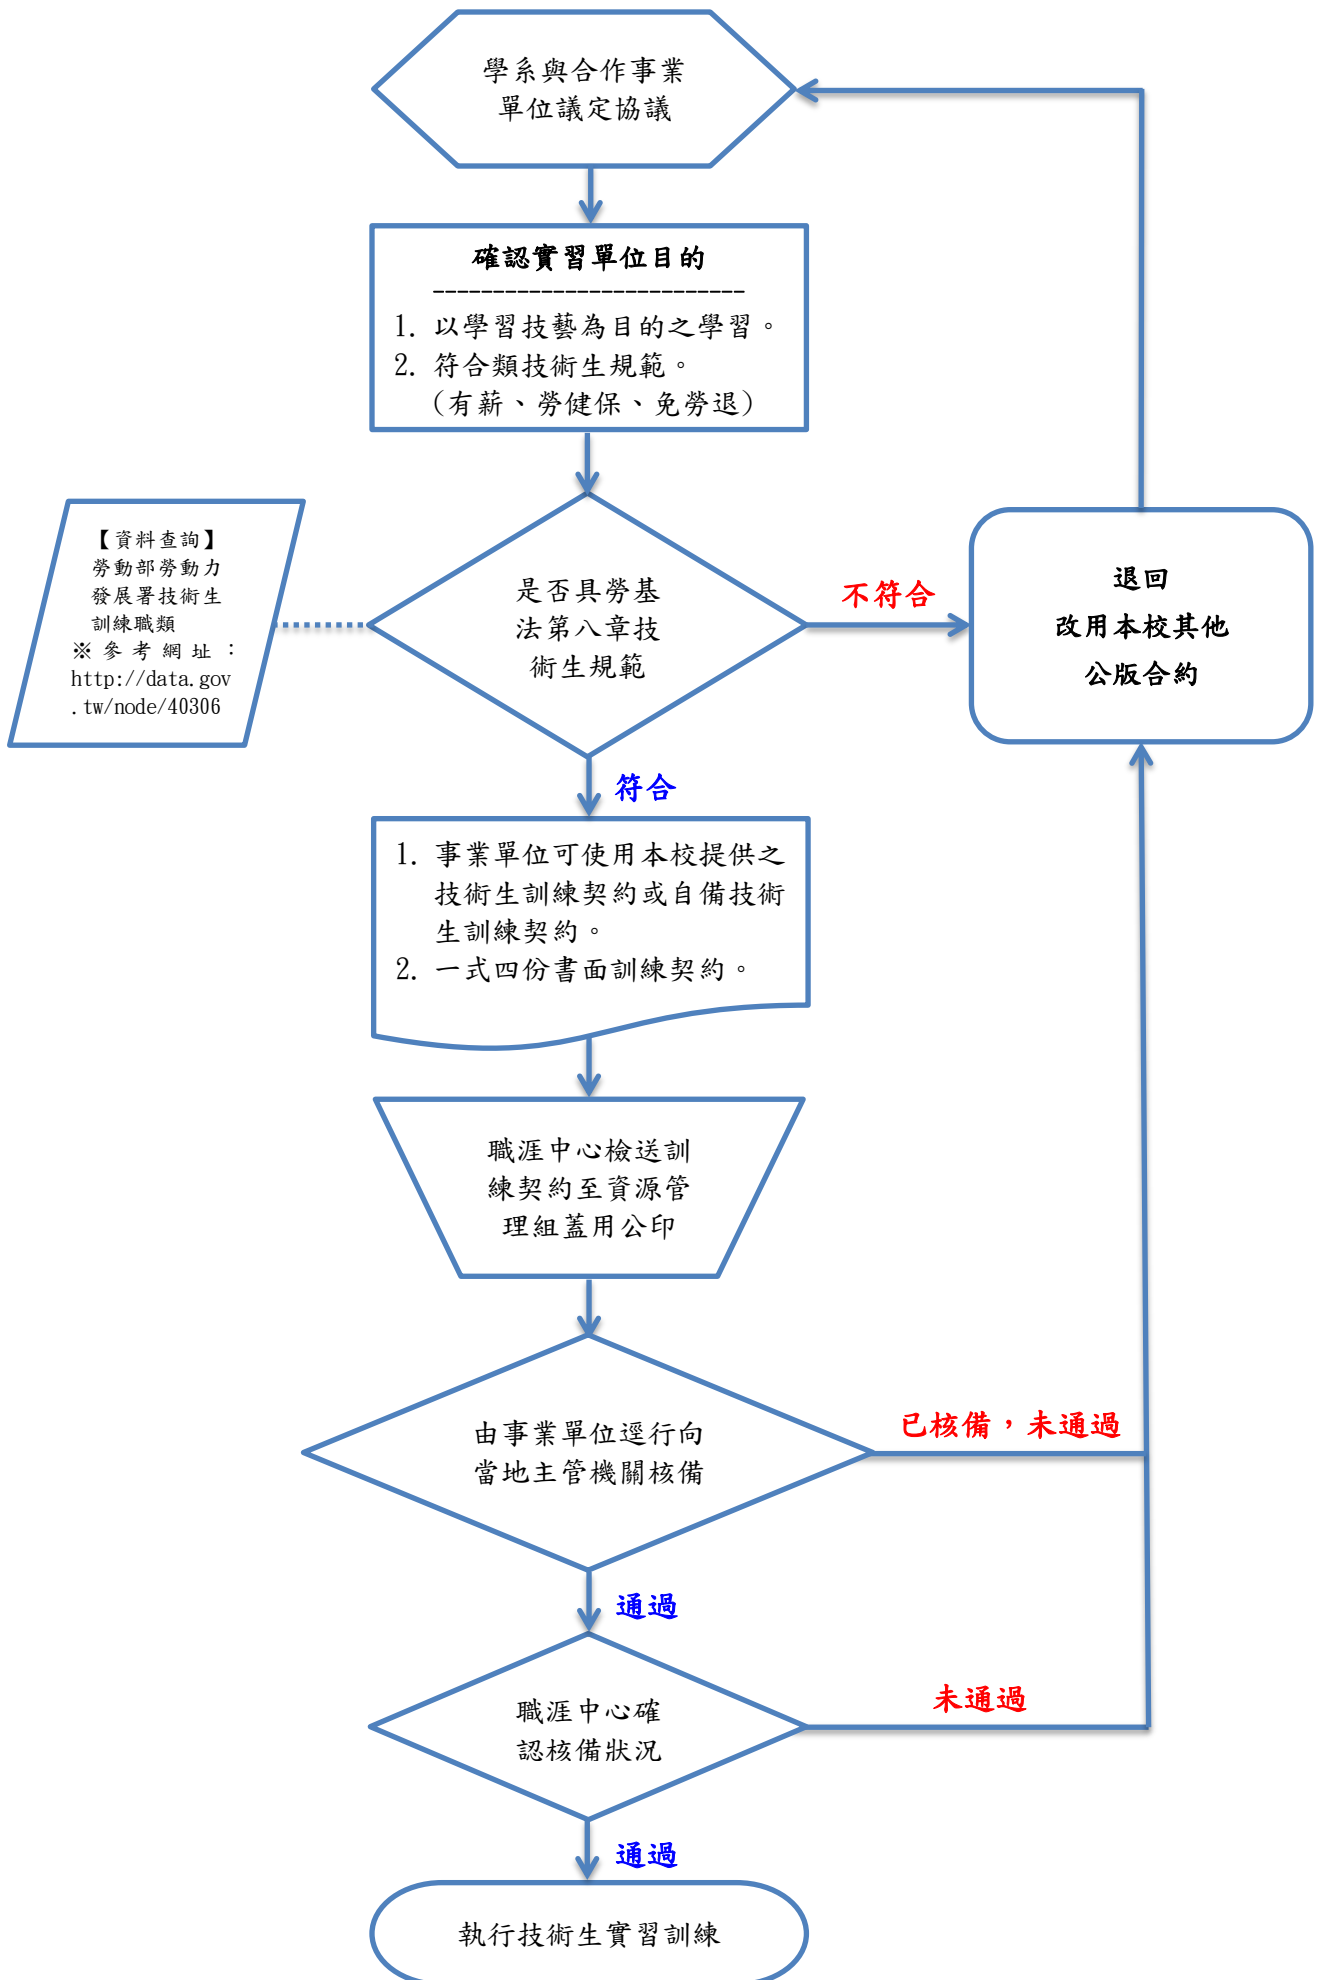 學系與合作事業
單位議定協議
確認實習單位目的
--------------------------
1. 以學習技藝為目的之學習。
2. 符合類技術生規範。
(有薪、勞健保、免勞退)
【資料查詢】
勞動部勞動力
發展署技術生
訓練職類
※參考網址：
http://data.gov
.tw/node/40306
是否具勞基
法第八章技
術生規範
不符合
退回
改用本校其他
公版合約
符合
1. 事業單位可使用本校提供之
技術生訓練契約或自備技術
生訓練契約。
2. 一式四份書面訓練契約。
職涯中心檢送訓
練契約至資源管
理組蓋用公印
由事業單位逕行向
當地主管機關核備
已核備，未通過
通過
職涯中心確
認核備狀況
未通過
通過
執行技術生實習訓練